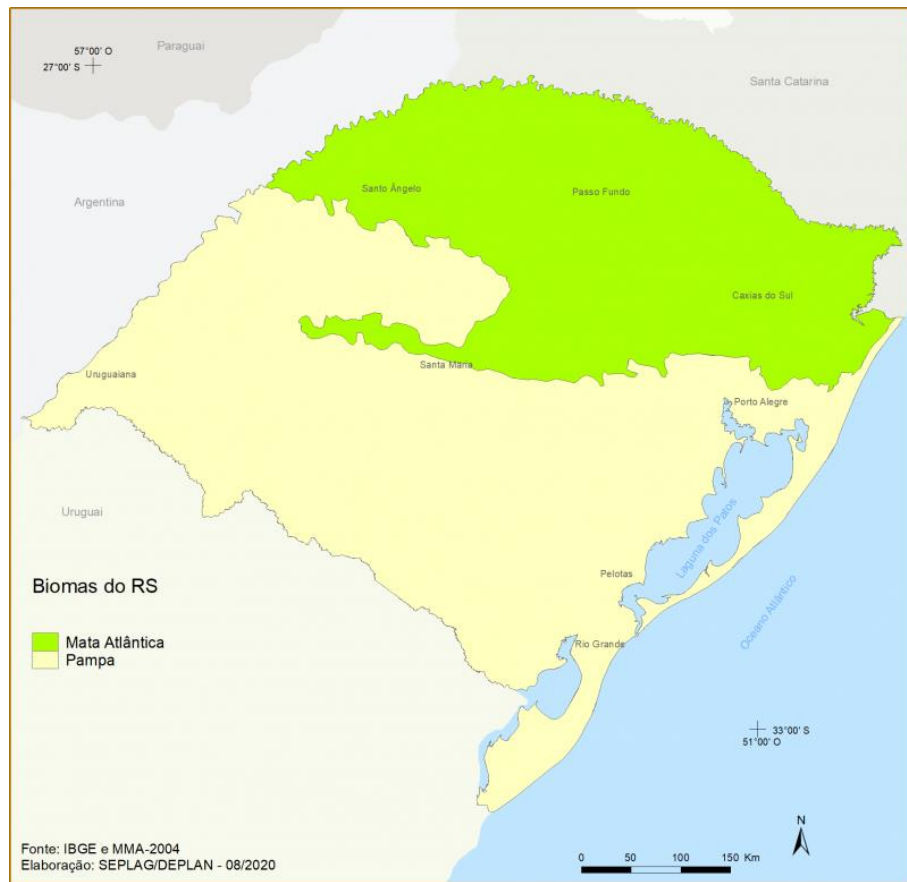 Paraguai
57°00' O
27°00' S
Santa Catarina
Santo Ângelo
Passo Fundo
Argentina
Caxias do Sul
Santa Maria
Uruguaiana
Porto Alegre
Uruguai
Laguna dos Patos
Pelotas
Oceano Atlântico
Rio Grande
Biomas do RS
Mata Atlântica
Pampa
33°00' S
51°00' O
N
Fonte: IBGE e MMA-2004
Elaboração: SEPLAG/DEPLAN - 08/2020
0 50 100 150 Km